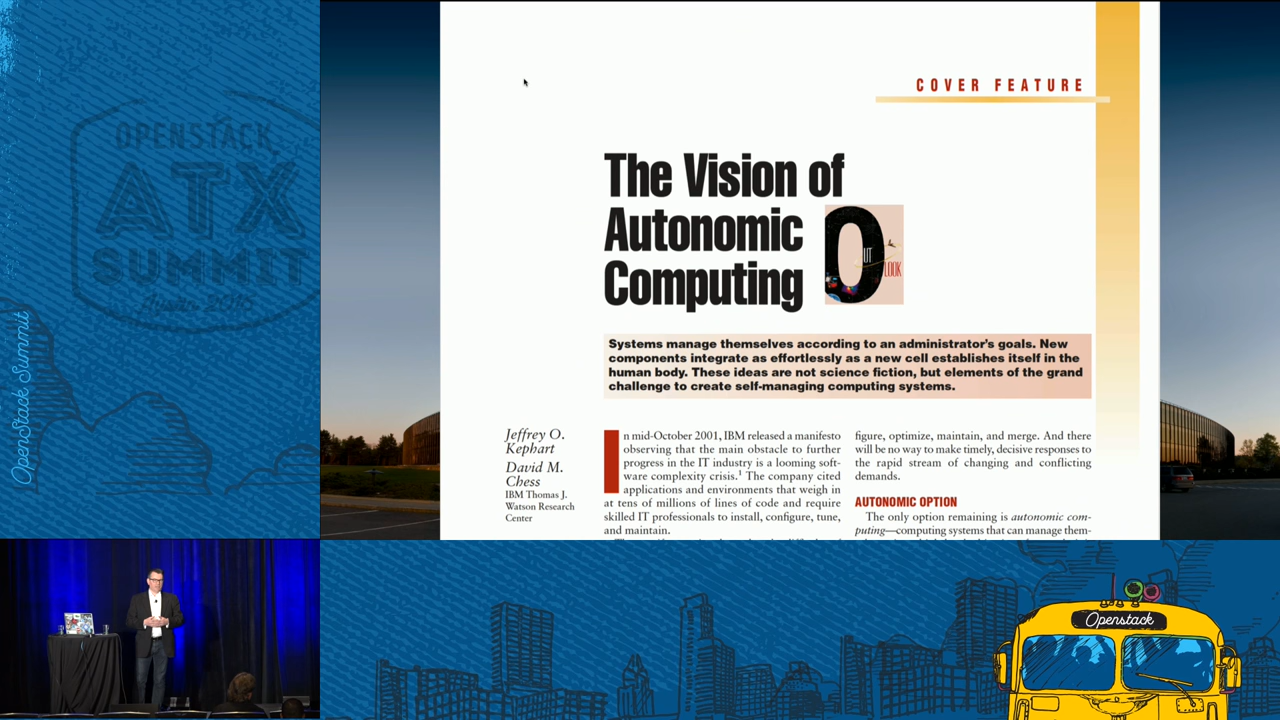 OPENSTACK
ATX
SUMMIT
OpenStack Summit
COVER FEATURE
The Vision of
Autonomic
Computing
OUT
LOOK
Systems manage themselves according to an administrator's goals. New
components integrate as effortlessly as a new cell establishes itself in the
human body. These ideas are not science fiction, but elements of the grand
challenge to create self-managing computing systems.
Jeffrey O.
Kephart
David M.
Chess
IBM Thomas J.
Watson Research
Center
In mid-October 2001, IBM released a manifesto
observing that the main obstacle to further
progress in the IT industry is a looming soft-
ware complexity crisis.¹ The company cited
applications and environments that weigh in
at tens of millions of lines of code and require
skilled IT professionals to install, configure, tune,
and maintain.
figure, optimize, maintain, and merge. And there
will be no way to make timely, decisive responses to
the rapid stream of changing and conflicting
demands.
AUTONOMIC OPTION
The only option remaining is autonomic com-
puting—computing systems that can manage them-
Openstack